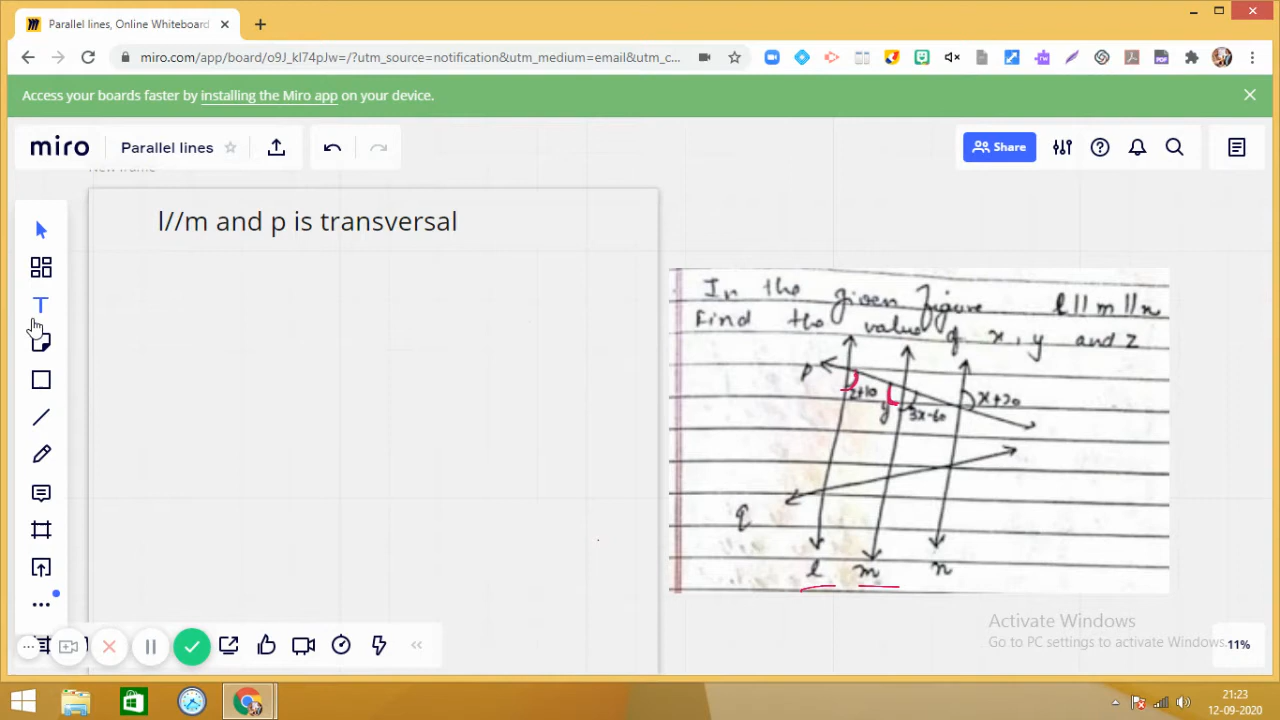 Parallel lines, Online Whiteboard
miro.com/app/board/o9J_kl74pJw=/?utm_source=notification&utm_medium=email&utm_c...
Access your boards faster by installing the Miro app on your device.
miro
Parallel lines
Share
New frame
l//m and p is transversal
T
In the given figure l || m || n
Find the value of x, y and z
p
z+10
y
3x-60
x+20
q
l m n
Activate Windows
Go to PC settings to activate Windows.
11%
21:23
12-09-2020